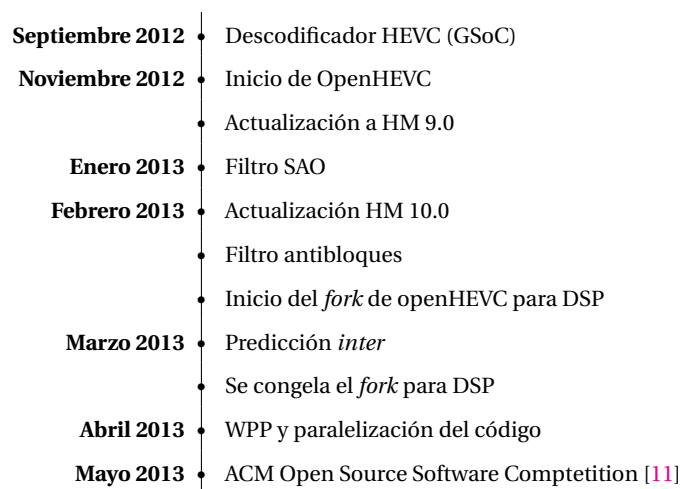 Septiembre 2012 • Descodificador HEVC (GSoC)
Noviembre 2012 • Inicio de OpenHEVC
• Actualización a HM 9.0
Enero 2013 • Filtro SAO
Febrero 2013 • Actualización HM 10.0
• Filtro antibloques
• Inicio del fork de openHEVC para DSP
Marzo 2013 • Predicción inter
• Se congela el fork para DSP
Abril 2013 • WPP y paralelización del código
Mayo 2013 • ACM Open Source Software Comptetition [11]